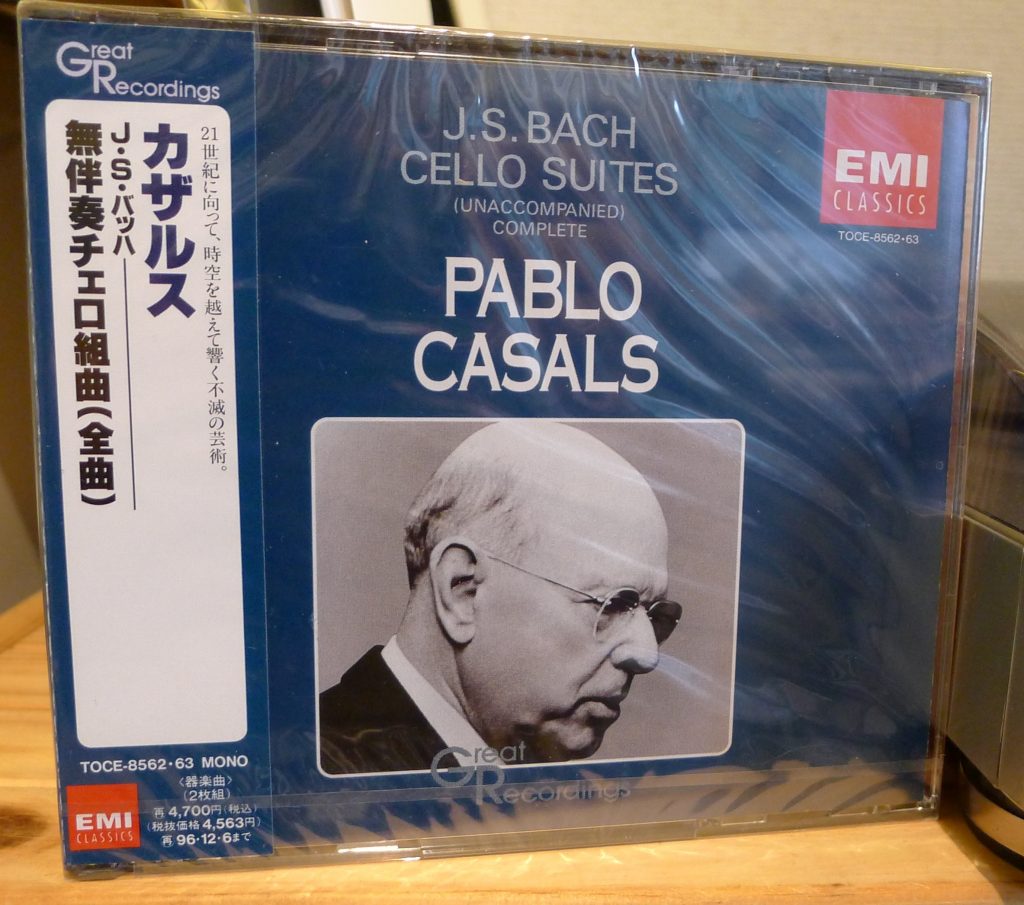 Great
Recordings
21世紀に向って、時空を越えて響く不滅の芸術。
カザルス
J・S・バッハ
無伴奏チェロ組曲(全曲)
TOCE-8562・63 MONO
〈器楽曲〉
(2枚組)
再 4,700円(税込)
(税抜価格 4,563円)
再 96・12・6まで
EMI
CLASSICS
J.S. BACH
CELLO SUITES
(UNACCOMPANIED)
COMPLETE
PABLO
CASALS
EMI
CLASSICS
TOCE-8562・63
Great
Recordings